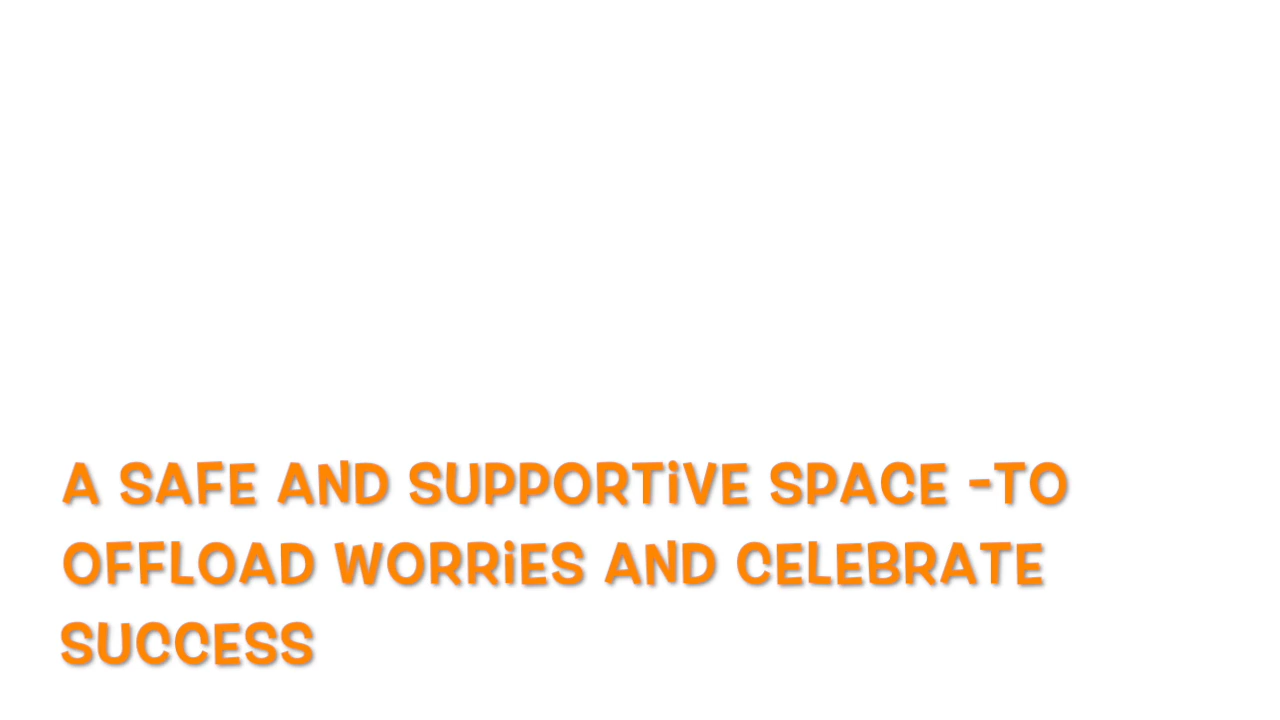 A SAFE AND SUPPORTiVE SPACE -TO
OFFLOAD WORRiES AND CELEBRATE
SUCCESS